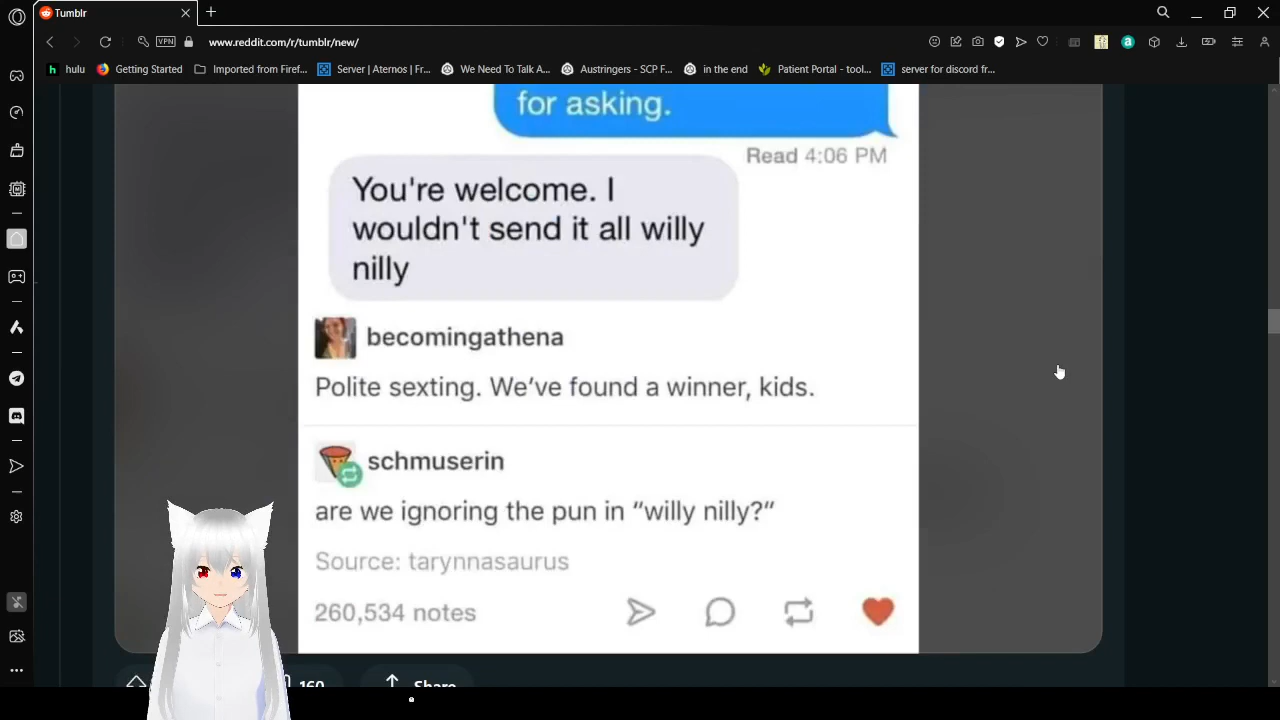 Tumblr
VPN
www.reddit.com/r/tumblr/new/
hulu
Getting Started
Imported from Firef...
Server | Aternos | Fr...
We Need To Talk A...
Austringers - SCP F...
in the end
Patient Portal - tool...
server for discord fr...
for asking.
Read 4:06 PM
You're welcome. I
wouldn't send it all willy
nilly
becomingathena
Polite sexting. We've found a winner, kids.
schmuserin
are we ignoring the pun in “willy nilly?”
Source: tarynnasaurus
260,534 notes
160
Share